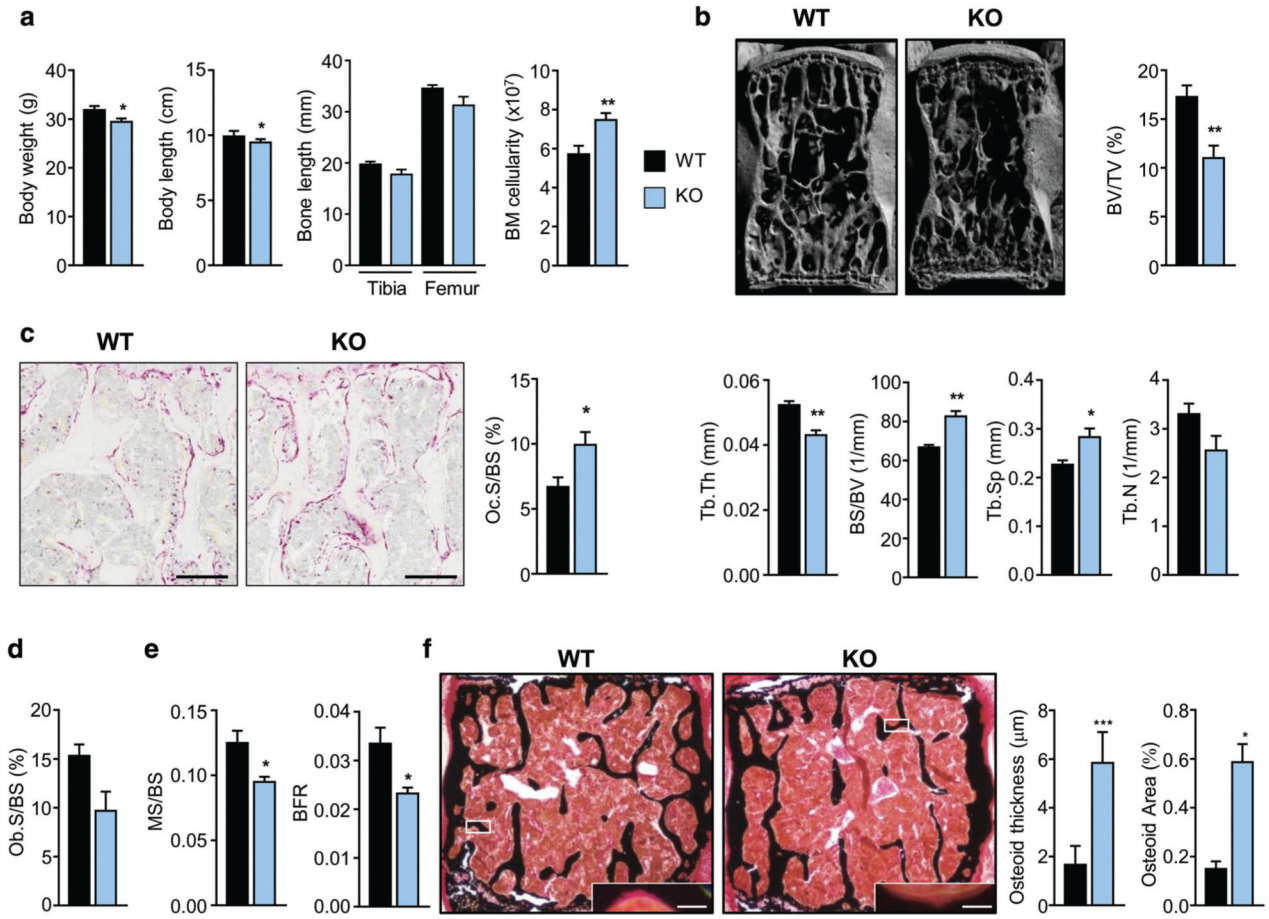 a
Body weight (g)
40
30
20
10
0
*
Body length (cm)
15
10
5
0
*
Bone length (mm)
40
30
20
10
0
Tibia
Femur
BM cellularity (x10⁷)
10
8
6
4
2
0
**
WT
KO
b
WT
KO
BV/TV (%)
20
15
10
5
0
**
c
WT
KO
Oc.S/BS (%)
15
10
5
0
*
Tb.Th (mm)
0.06
0.04
0.02
0.00
**
BS/BV (1/mm)
100
80
60
40
20
0
**
Tb.Sp (mm)
0.4
0.3
0.2
0.1
0.0
*
Tb.N (1/mm)
4
3
2
1
0
d
Ob.S/BS (%)
20
15
10
5
0
e
MS/BS
0.15
0.10
0.05
0.00
*
BFR
0.04
0.03
0.02
0.01
0.00
*
f
WT
KO
Osteoid thickness (µm)
8
6
4
2
0
***
Osteoid Area (%)
0.8
0.6
0.4
0.2
0.0
*